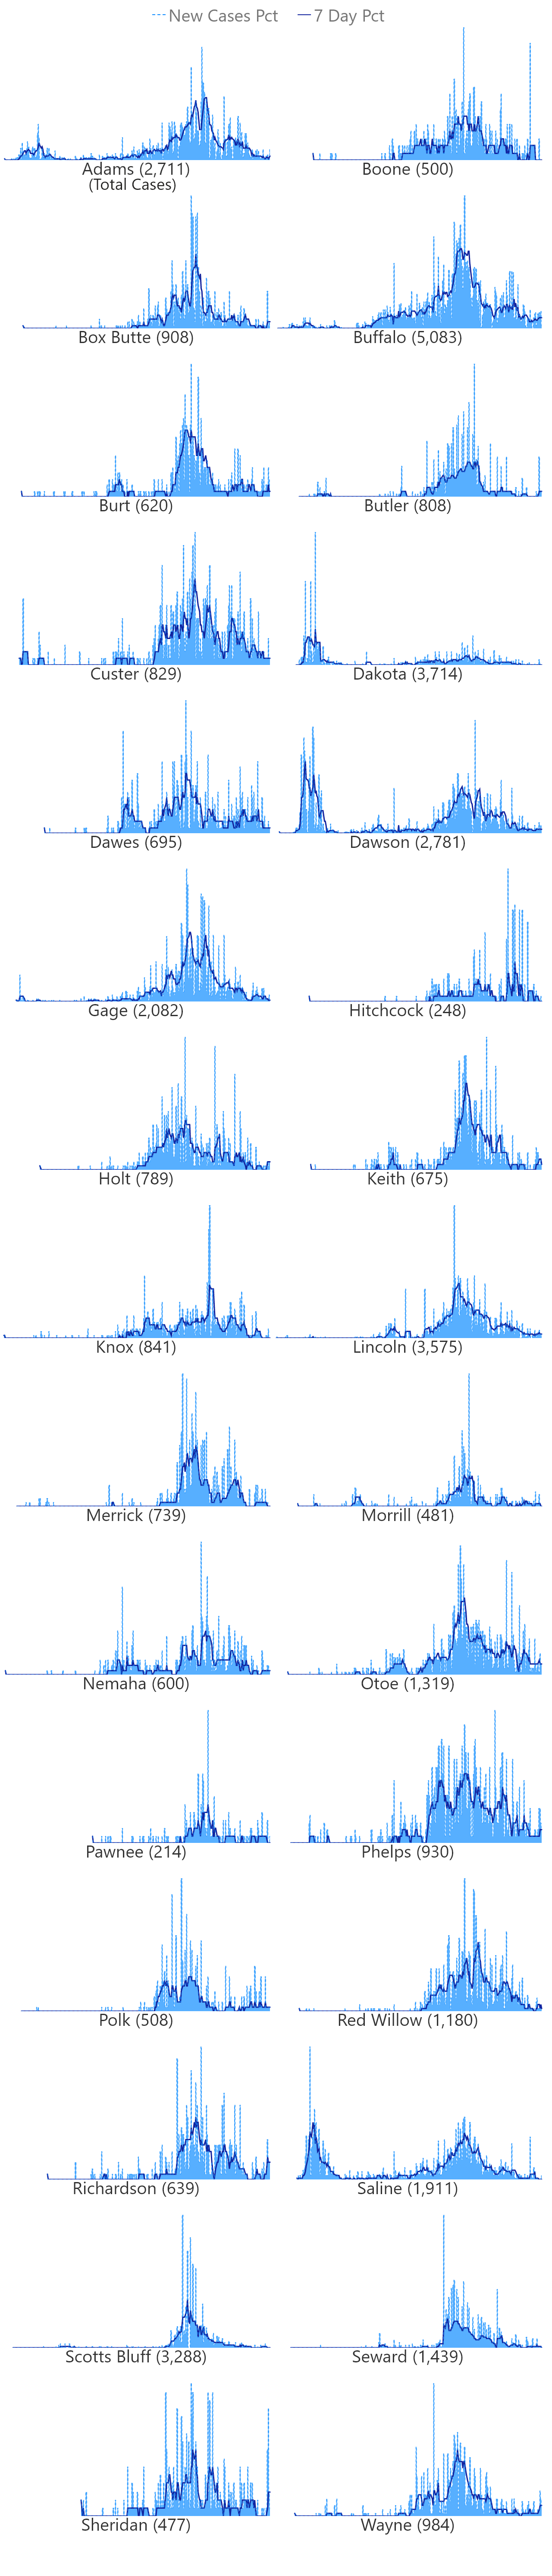 New Cases Pct 7 Day Pct
Adams (2,711)
(Total Cases)
Boone (500)
Box Butte (908)
Buffalo (5,083)
Burt (620)
Butler (808)
Custer (829)
Dakota (3,714)
Dawes (695)
Dawson (2,781)
Gage (2,082)
Hitchcock (248)
Holt (789)
Keith (675)
Knox (841)
Lincoln (3,575)
Merrick (739)
Morrill (481)
Nemaha (600)
Otoe (1,319)
Pawnee (214)
Phelps (930)
Polk (508)
Red Willow (1,180)
Richardson (639)
Saline (1,911)
Scotts Bluff (3,288)
Seward (1,439)
Sheridan (477)
Wayne (984)